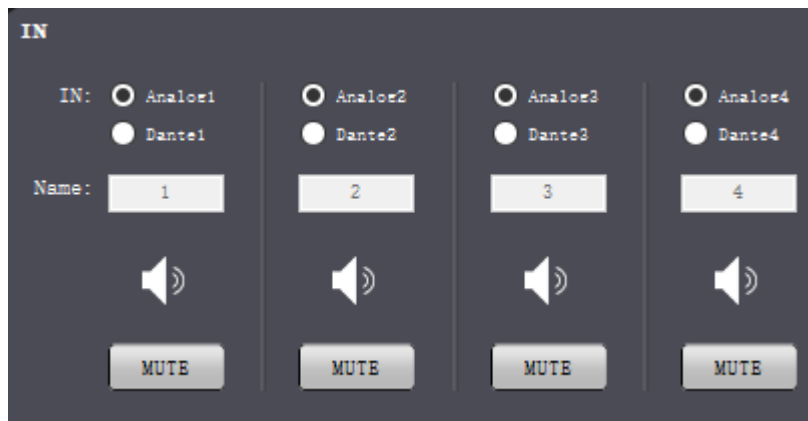 IN
IN: Analog1 Analog2 Analog3 Analog4
Dante1 Dante2 Dante3 Dante4
Name: 1 2 3 4
MUTE MUTE MUTE MUTE